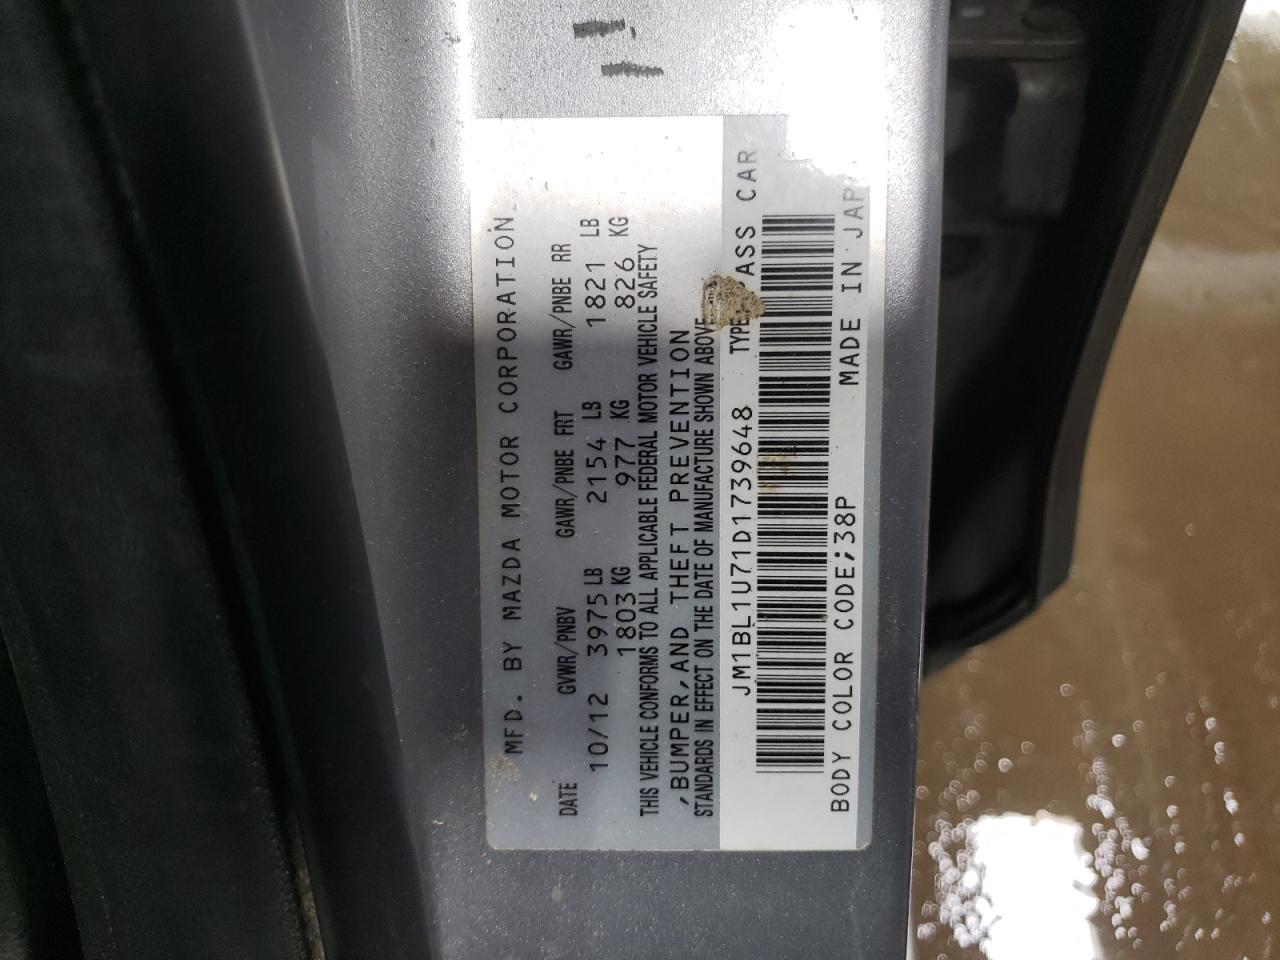 MFD. BY MAZDA MOTOR CORPORATION
DATE GVWR/PNBV GAWR/PNBE FRT GAWR/PNBE RR
10/12 3975 LB 2154 LB 1821 LB
1803 KG 977 KG 826 KG
THIS VEHICLE CONFORMS TO ALL APPLICABLE FEDERAL MOTOR VEHICLE SAFETY
,BUMPER,AND THEFT PREVENTION
STANDARDS IN EFFECT ON THE DATE OF MANUFACTURE SHOWN ABOVE
JM1BL1U71D1739648 TYPE ASS CAR
BODY COLOR CODE;38P MADE IN JAP